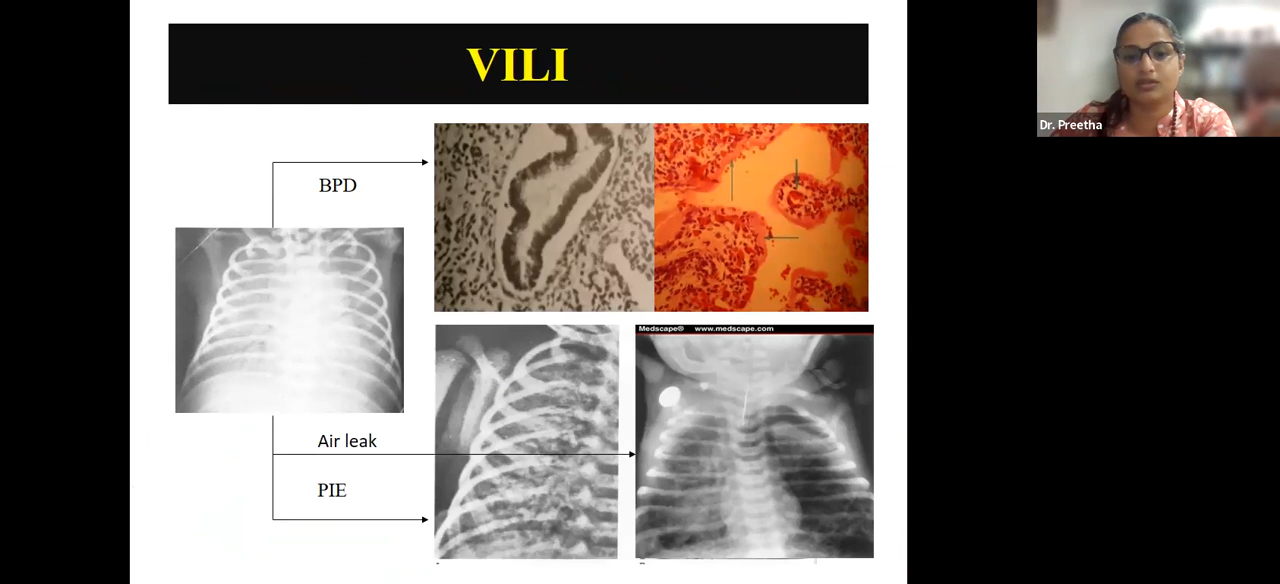 VILI
Dr. Preetha
BPD
Medscape® www.medscape.com
Air leak
PIE